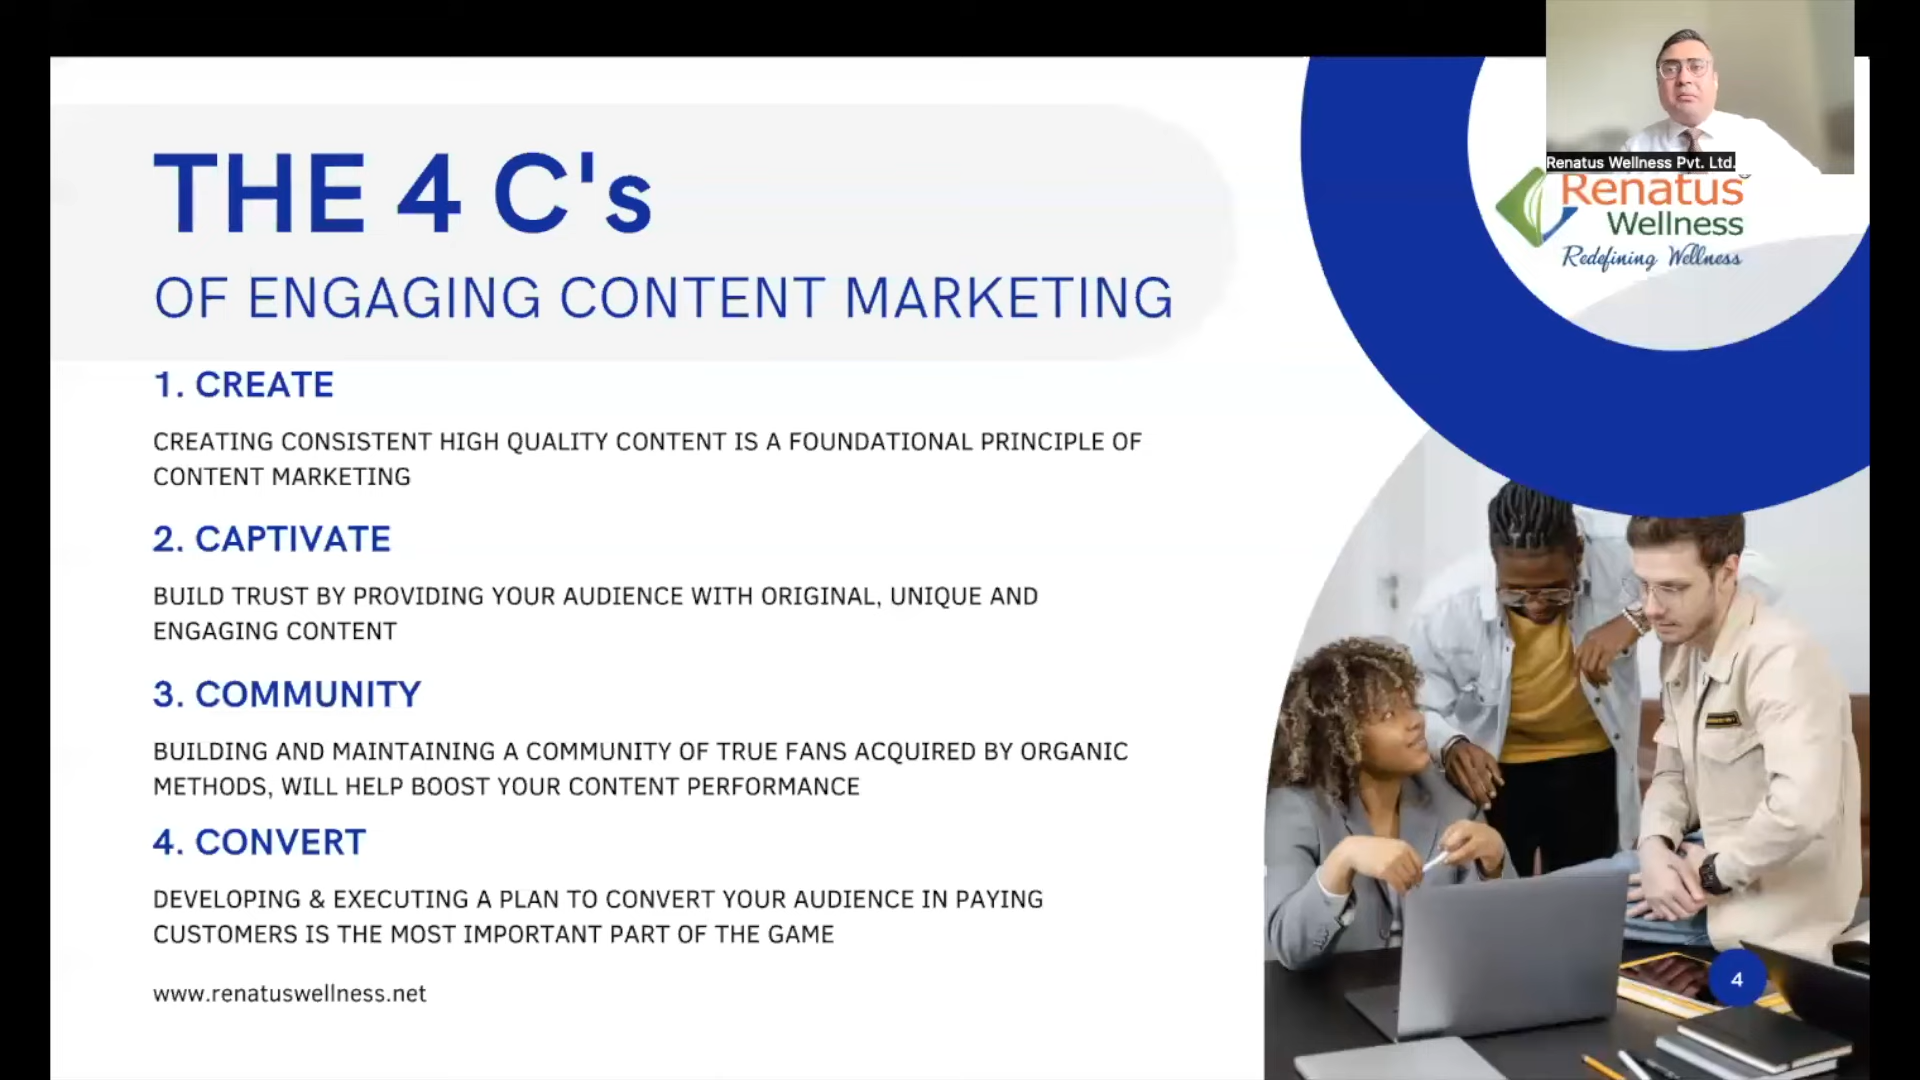 THE 4 C's
OF ENGAGING CONTENT MARKETING
1. CREATE
CREATING CONSISTENT HIGH QUALITY CONTENT IS A FOUNDATIONAL PRINCIPLE OF
CONTENT MARKETING
2. CAPTIVATE
BUILD TRUST BY PROVIDING YOUR AUDIENCE WITH ORIGINAL, UNIQUE AND
ENGAGING CONTENT
3. COMMUNITY
BUILDING AND MAINTAINING A COMMUNITY OF TRUE FANS ACQUIRED BY ORGANIC
METHODS, WILL HELP BOOST YOUR CONTENT PERFORMANCE
4. CONVERT
DEVELOPING & EXECUTING A PLAN TO CONVERT YOUR AUDIENCE IN PAYING
CUSTOMERS IS THE MOST IMPORTANT PART OF THE GAME
www.renatuswellness.net
Renatus Wellness Pvt. Ltd.
Renatus
Wellness
Redefining Wellness
4